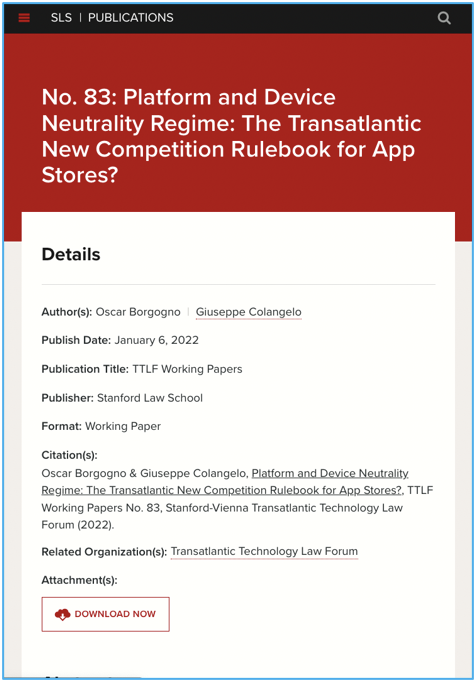 SLS | PUBLICATIONS
No. 83: Platform and Device
Neutrality Regime: The Transatlantic
New Competition Rulebook for App
Stores?
Details
Author(s): Oscar Borgogno | Giuseppe Colangelo
Publish Date: January 6, 2022
Publication Title: TTLF Working Papers
Publisher: Stanford Law School
Format: Working Paper
Citation(s):
Oscar Borgogno & Giuseppe Colangelo, Platform and Device Neutrality
Regime: The Transatlantic New Competition Rulebook for App Stores?, TTLF
Working Papers No. 83, Stanford-Vienna Transatlantic Technology Law
Forum (2022).
Related Organization(s): Transatlantic Technology Law Forum
Attachment(s):
DOWNLOAD NOW